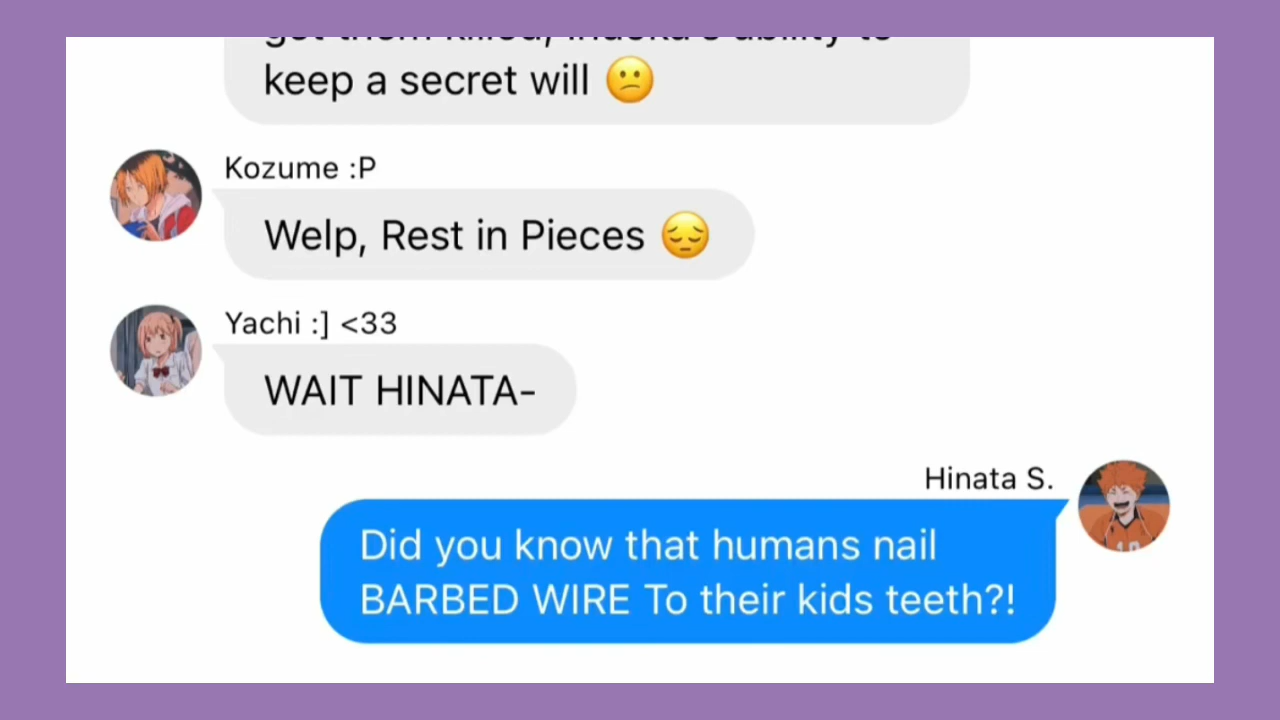 keep a secret will 😕
Kozume :P
Welp, Rest in Pieces 😔
Yachi :] <33
WAIT HINATA-
Hinata S.
Did you know that humans nail
BARBED WIRE To their kids teeth?!